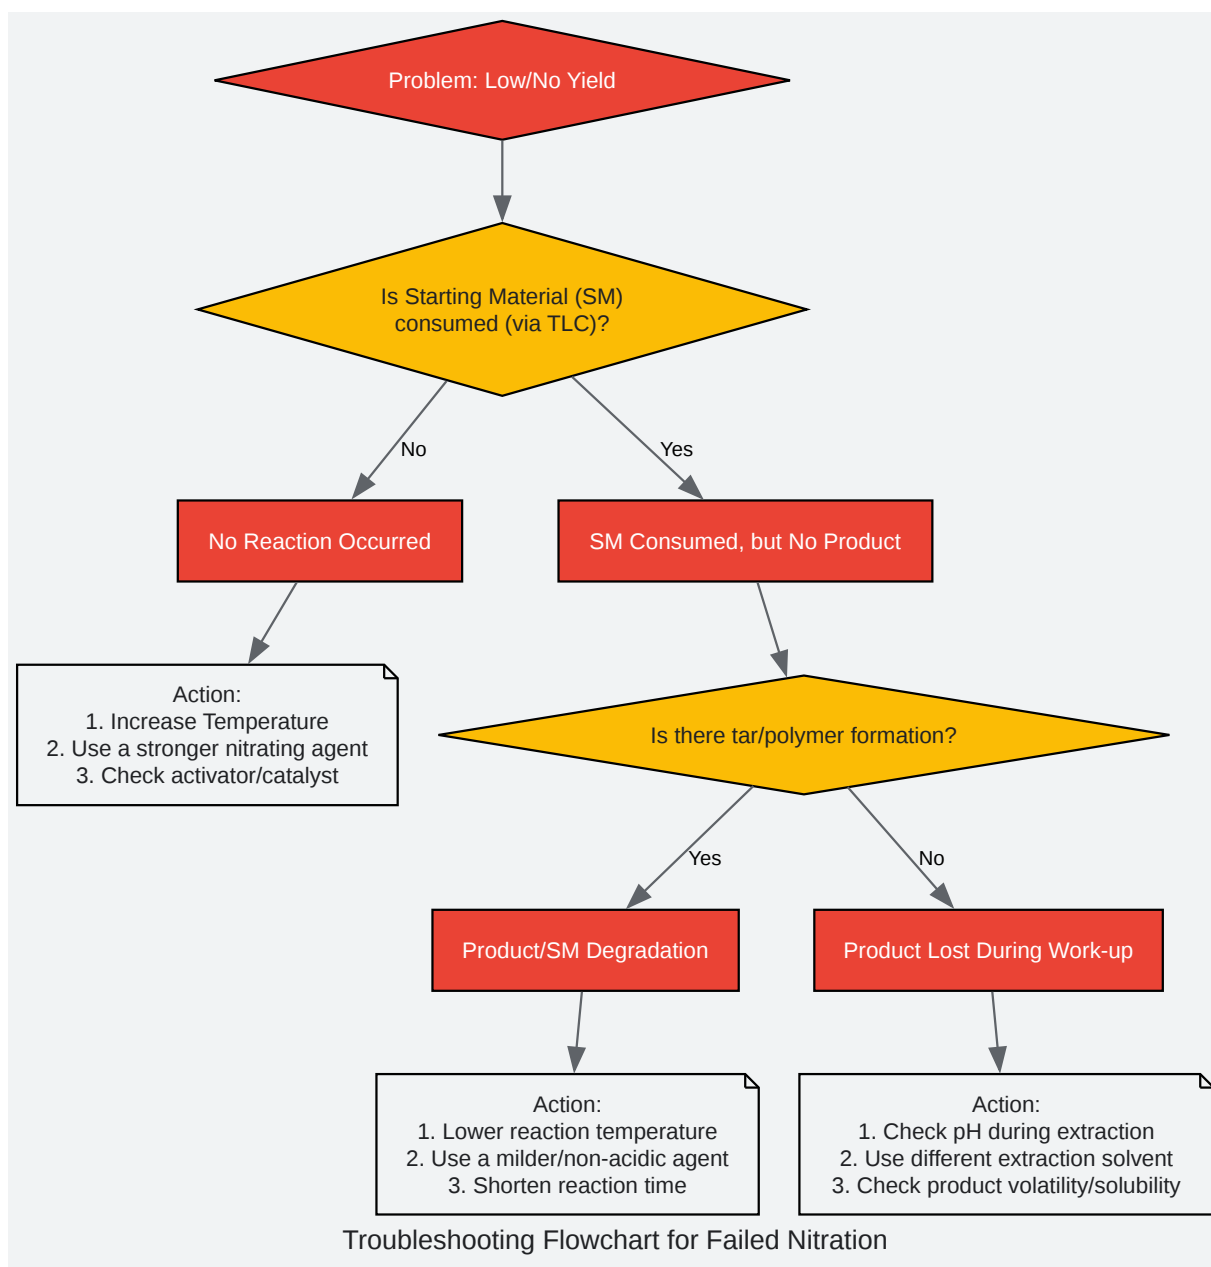 Problem: Low/No Yield
Is Starting Material (SM)
consumed (via TLC)?
No
Yes
No Reaction Occurred
SM Consumed, but No Product
Action:
1. Increase Temperature
2. Use a stronger nitrating agent
3. Check activator/catalyst
Is there tar/polymer formation?
Yes
No
Product/SM Degradation
Product Lost During Work-up
Action:
1. Lower reaction temperature
2. Use a milder/non-acidic agent
3. Shorten reaction time
Action:
1. Check pH during extraction
2. Use different extraction solvent
3. Check product volatility/solubility
Troubleshooting Flowchart for Failed Nitration